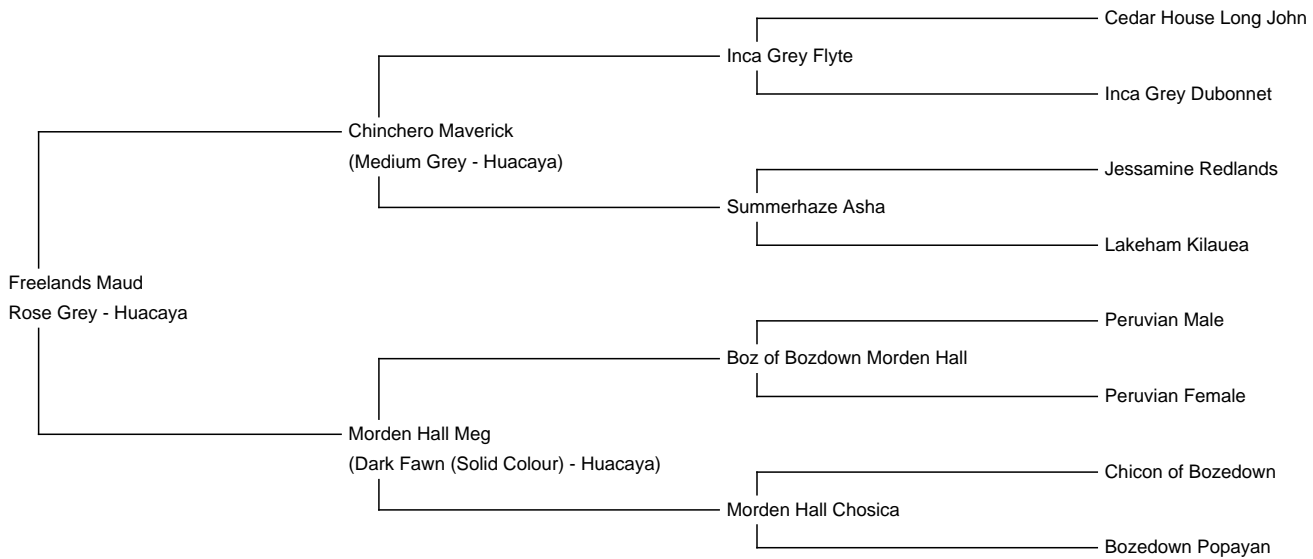 Cedar House Long John
Inca Grey Flyte
Inca Grey Dubonnet
Chinchero Maverick
(Medium Grey - Huacaya)
Jessamine Redlands
Summerhaze Asha
Lakeham Kilauea
Freelands Maud
Rose Grey - Huacaya
Peruvian Male
Boz of Bozdown Morden Hall
Peruvian Female
Morden Hall Meg
(Dark Fawn (Solid Colour) - Huacaya)
Chicon of Bozedown
Morden Hall Chosica
Bozedown Popayan